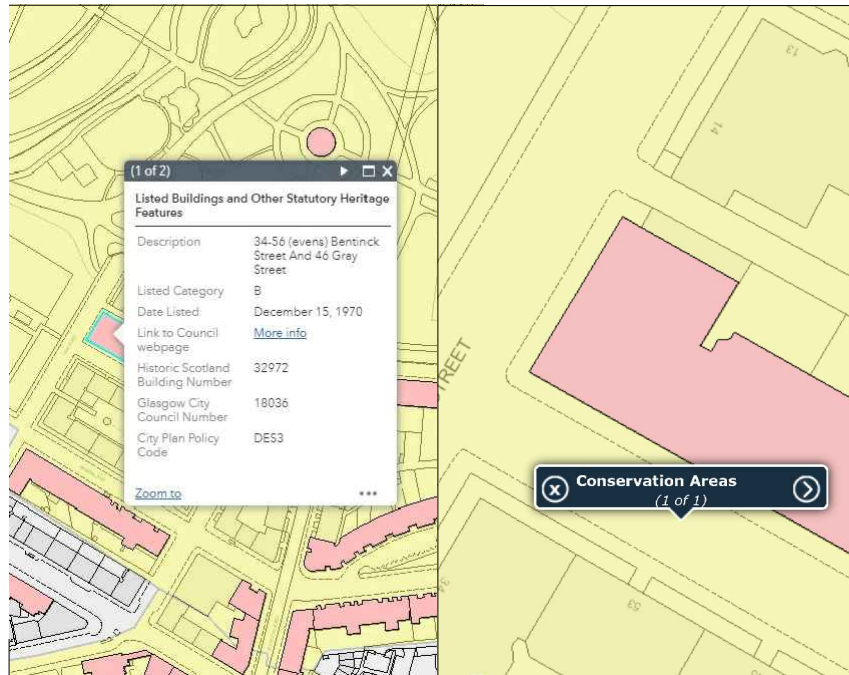 (1 of 2)
Listed Buildings and Other Statutory Heritage
Features
Description 34-56 (evens) Bentinck
Street And 46 Gray
Street
Listed Category B
Date Listed December 15, 1970
Link to Council More info
webpage
Historic Scotland 32972
Building Number
Glasgow City 18036
Council Number
City Plan Policy DES3
Code
Zoom to
13
14
STREET
Conservation Areas
(1 of 1)
34
53